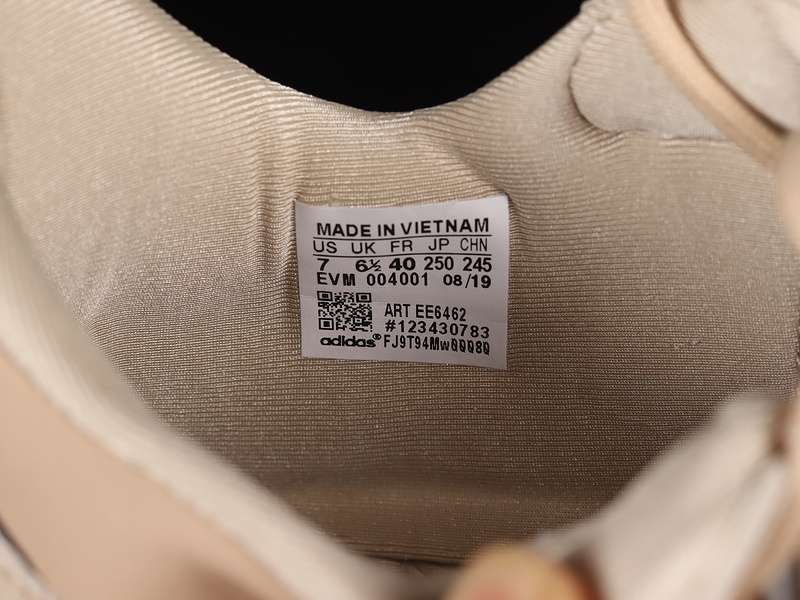 MADE IN VIETNAM
US UK FR JP CHN
7 6½ 40 250 245
EVM 004001 08/19
ART EE6462
#123430783
adidas® FJ9T94Mw00080